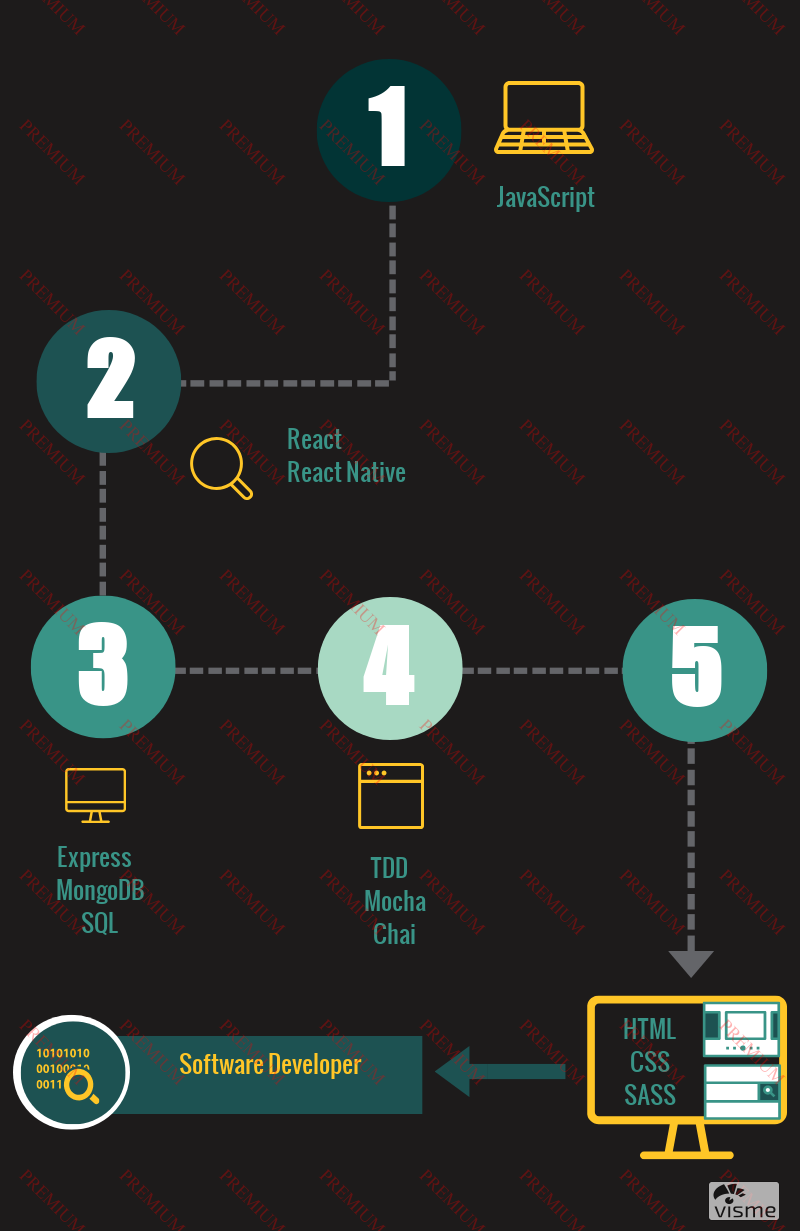 1
JavaScript
2
React
React Native
3
4
5
Express
MongoDB
SQL
TDD
Mocha
Chai
HTML
CSS
SASS
10101010
00100010
0011
Software Developer
visme
PREMIUM